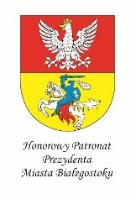 Honorowy Patronat
Prezydenta
Miasta Białegostoku